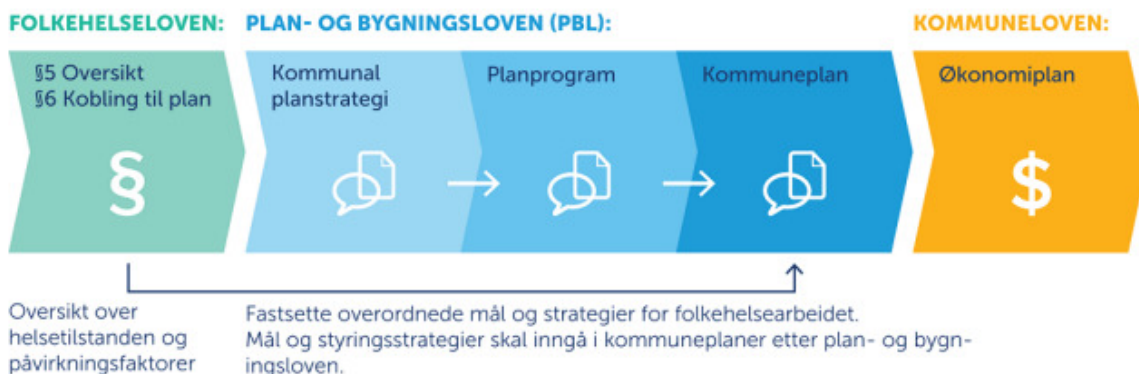 FOLKEHELSELOVEN:
PLAN- OG BYGNINGSLOVEN (PBL):
KOMMUNELOVEN:
§5 Oversikt
§6 Kobling til plan
§
Kommunal
planstrategi
Planprogram
Kommuneplan
Økonomiplan
$
Oversikt over
helsetilstanden og
påvirkningsfaktorer
Fastsette overordnede mål og strategier for folkehelsearbeidet.
Mål og styringsstrategier skal inngå i kommuneplaner etter plan- og bygn-
ingsloven.